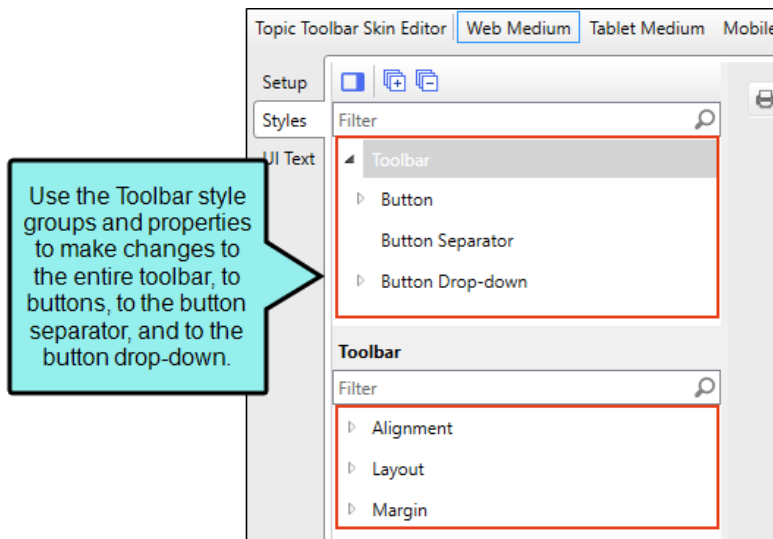 Topic Toolbar Skin Editor Web Medium Tablet Medium Mobile
Setup
Styles
UI Text
Filter
Toolbar
Button
Button Separator
Button Drop-down
Use the Toolbar style
groups and properties
to make changes to
the entire toolbar, to
buttons, to the button
separator, and to the
button drop-down.
Toolbar
Filter
Alignment
Layout
Margin